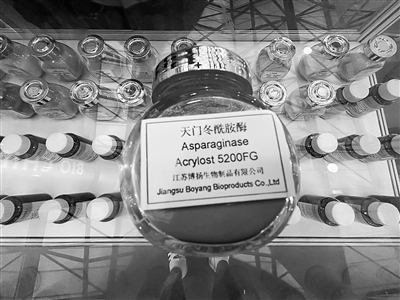 天门冬酰胺酶
Asparaginase
Acrylost 5200FG
江苏博扬生物制品有限公司
Jiangsu Boyang Bioproducts Co.,Ltd